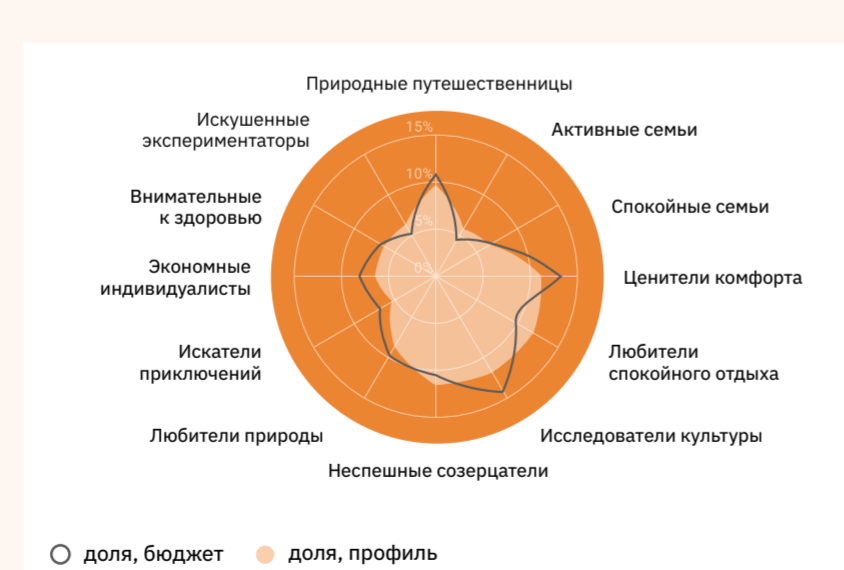 Природные путешественницы
Искушенные
экспериментаторы
Активные семьи
15%
10%
5%
0%
Внимательные
к здоровью
Спокойные семьи
Экономные
индивидуалисты
Ценители комфорта
Искатели
приключений
Любители
спокойного отдыха
Любители природы
Исследователи культуры
Неспешные созерцатели
доля, бюджет
доля, профиль